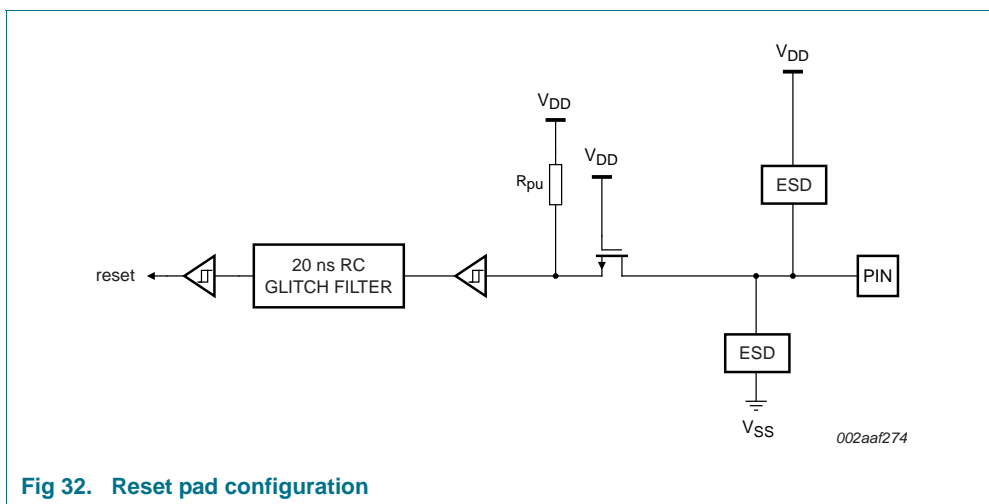 VDD
VDD
VDD
Rpu
ESD
reset
20 ns RC
GLITCH FILTER
PIN
ESD
VSS
002aaf274
Fig 32. Reset pad configuration